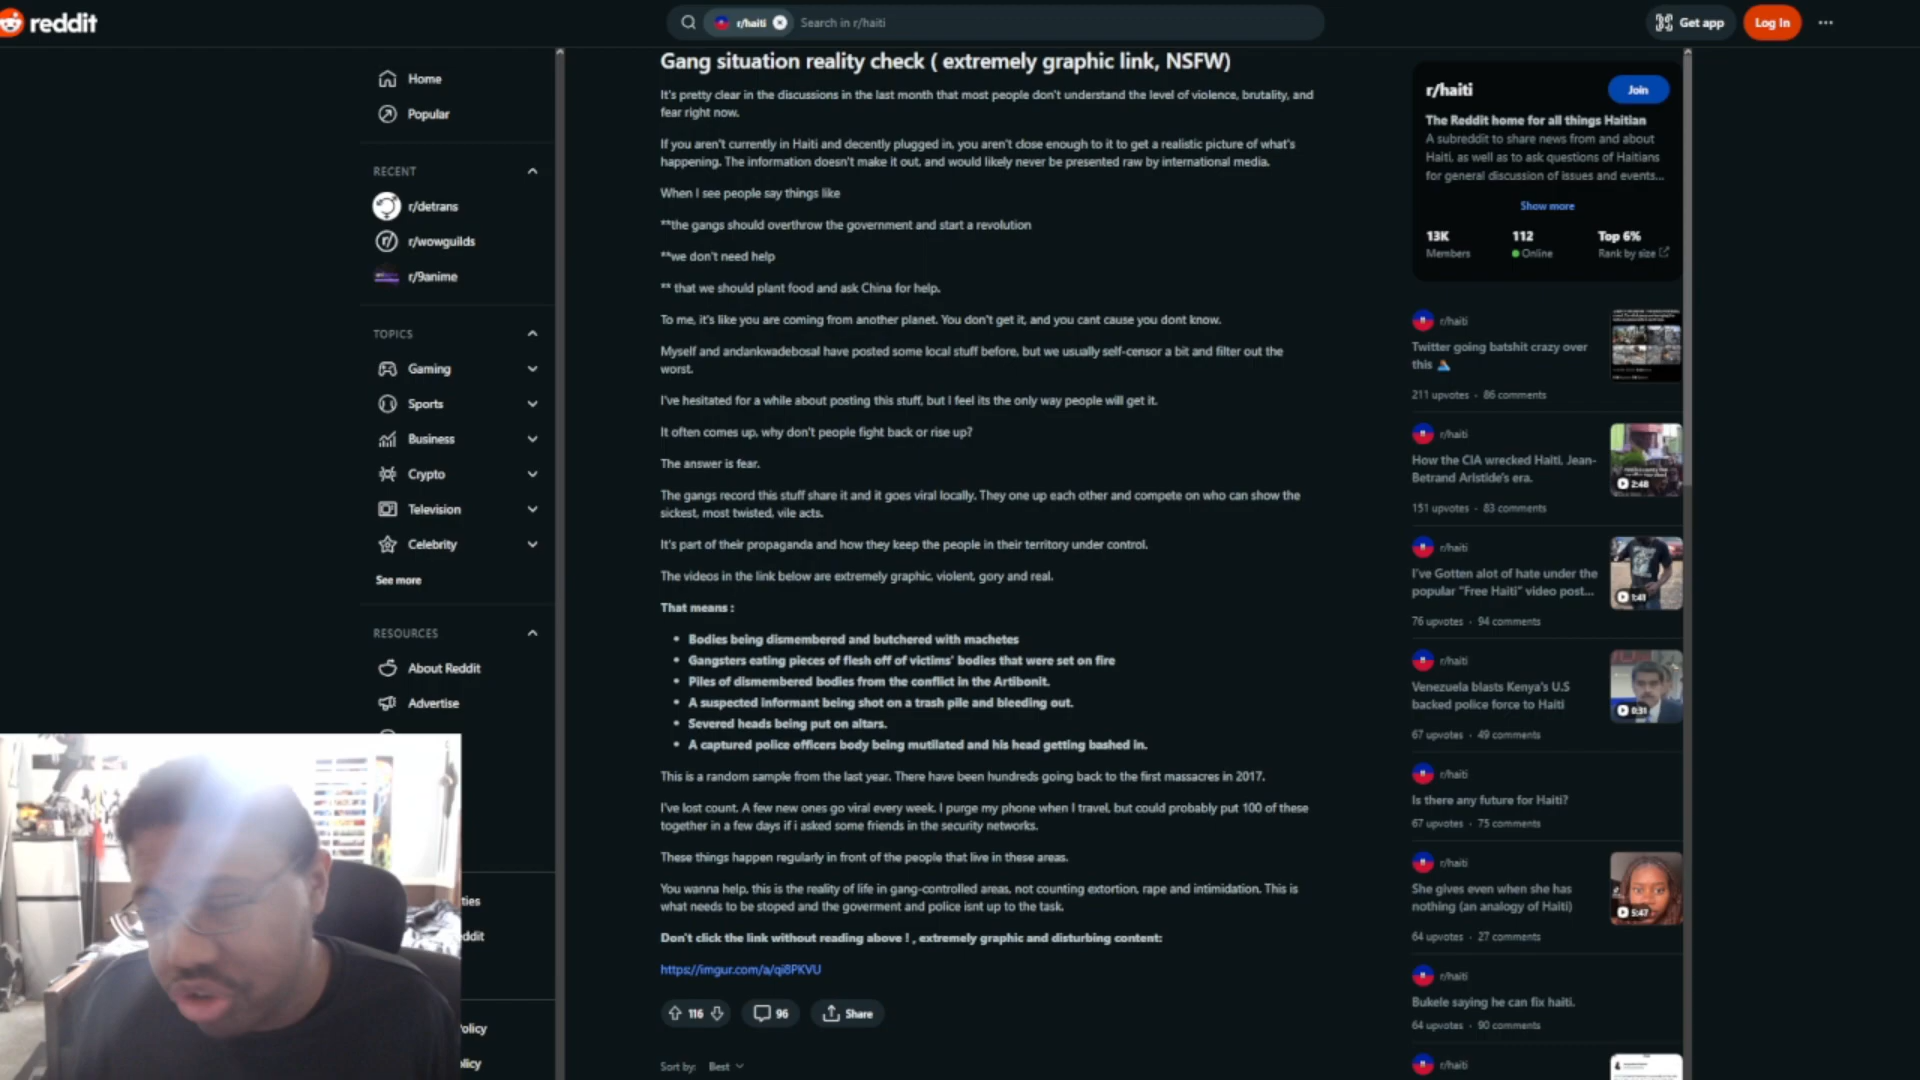 reddit
r/haiti
Search in r/haiti
Get app
Log In
Home
Popular
RECENT
r/detrans
r/wowguilds
r/9anime
TOPICS
Gaming
Sports
Business
Crypto
Television
Celebrity
See more
RESOURCES
About Reddit
Advertise
ties
ddit
olicy
licy
Gang situation reality check ( extremely graphic link, NSFW)
It's pretty clear in the discussions in the last month that most people don't understand the level of violence, brutality, and
fear right now.
If you aren't currently in Haiti and decently plugged in, you aren't close enough to it to get a realistic picture of what's
happening. The information doesn't make it out, and would likely never be presented raw by international media.
When I see people say things like
**the gangs should overthrow the government and start a revolution
**we don't need help
** that we should plant food and ask China for help.
To me, it's like you are coming from another planet. You don't get it, and you cant cause you dont know.
Myself and andankwadebosal have posted some local stuff before, but we usually self-censor a bit and filter out the
worst.
I've hesitated for a while about posting this stuff, but I feel its the only way people will get it.
It often comes up, why don't people fight back or rise up?
The answer is fear.
The gangs record this stuff share it and it goes viral locally. They one up each other and compete on who can show the
sickest, most twisted, vile acts.
It's part of their propaganda and how they keep the people in their territory under control.
The videos in the link below are extremely graphic, violent, gory and real.
That means :
• Bodies being dismembered and butchered with machetes
• Gangsters eating pieces of flesh off of victims' bodies that were set on fire
• Piles of dismembered bodies from the conflict in the Artibonit.
• A suspected informant being shot on a trash pile and bleeding out.
• Severed heads being put on altars.
• A captured police officers body being mutilated and his head getting bashed in.
This is a random sample from the last year. There have been hundreds going back to the first massacres in 2017.
I've lost count. A few new ones go viral every week. I purge my phone when I travel, but could probably put 100 of these
together in a few days if i asked some friends in the security networks.
These things happen regularly in front of the people that live in these areas.
You wanna help, this is the reality of life in gang-controlled areas, not counting extortion, rape and intimidation. This is
what needs to be stoped and the goverment and police isnt up to the task.
Don't click the link without reading above ! , extremely graphic and disturbing content:
https://imgur.com/a/qi8PKVU
116
96
Share
Sort by: Best
r/haiti
Join
The Reddit home for all things Haitian
A subreddit to share news from and about
Haiti, as well as to ask questions of Haitians
for general discussion of issues and events...
Show more
13K 112 Top 6%
Members Online Rank by size
r/haiti
Twitter going batshit crazy over
this
211 upvotes • 86 comments
r/haiti
How the CIA wrecked Haiti, Jean-
Betrand Aristide's era.
2:48
151 upvotes • 83 comments
r/haiti
I've Gotten alot of hate under the
popular "Free Haiti" video post...
1:41
76 upvotes • 94 comments
r/haiti
Venezuela blasts Kenya's U.S
backed police force to Haiti
0:31
67 upvotes • 49 comments
r/haiti
Is there any future for Haiti?
67 upvotes • 75 comments
r/haiti
She gives even when she has
nothing (an analogy of Haiti)
5:47
64 upvotes • 27 comments
r/haiti
Bukele saying he can fix haiti.
64 upvotes • 90 comments
r/haiti